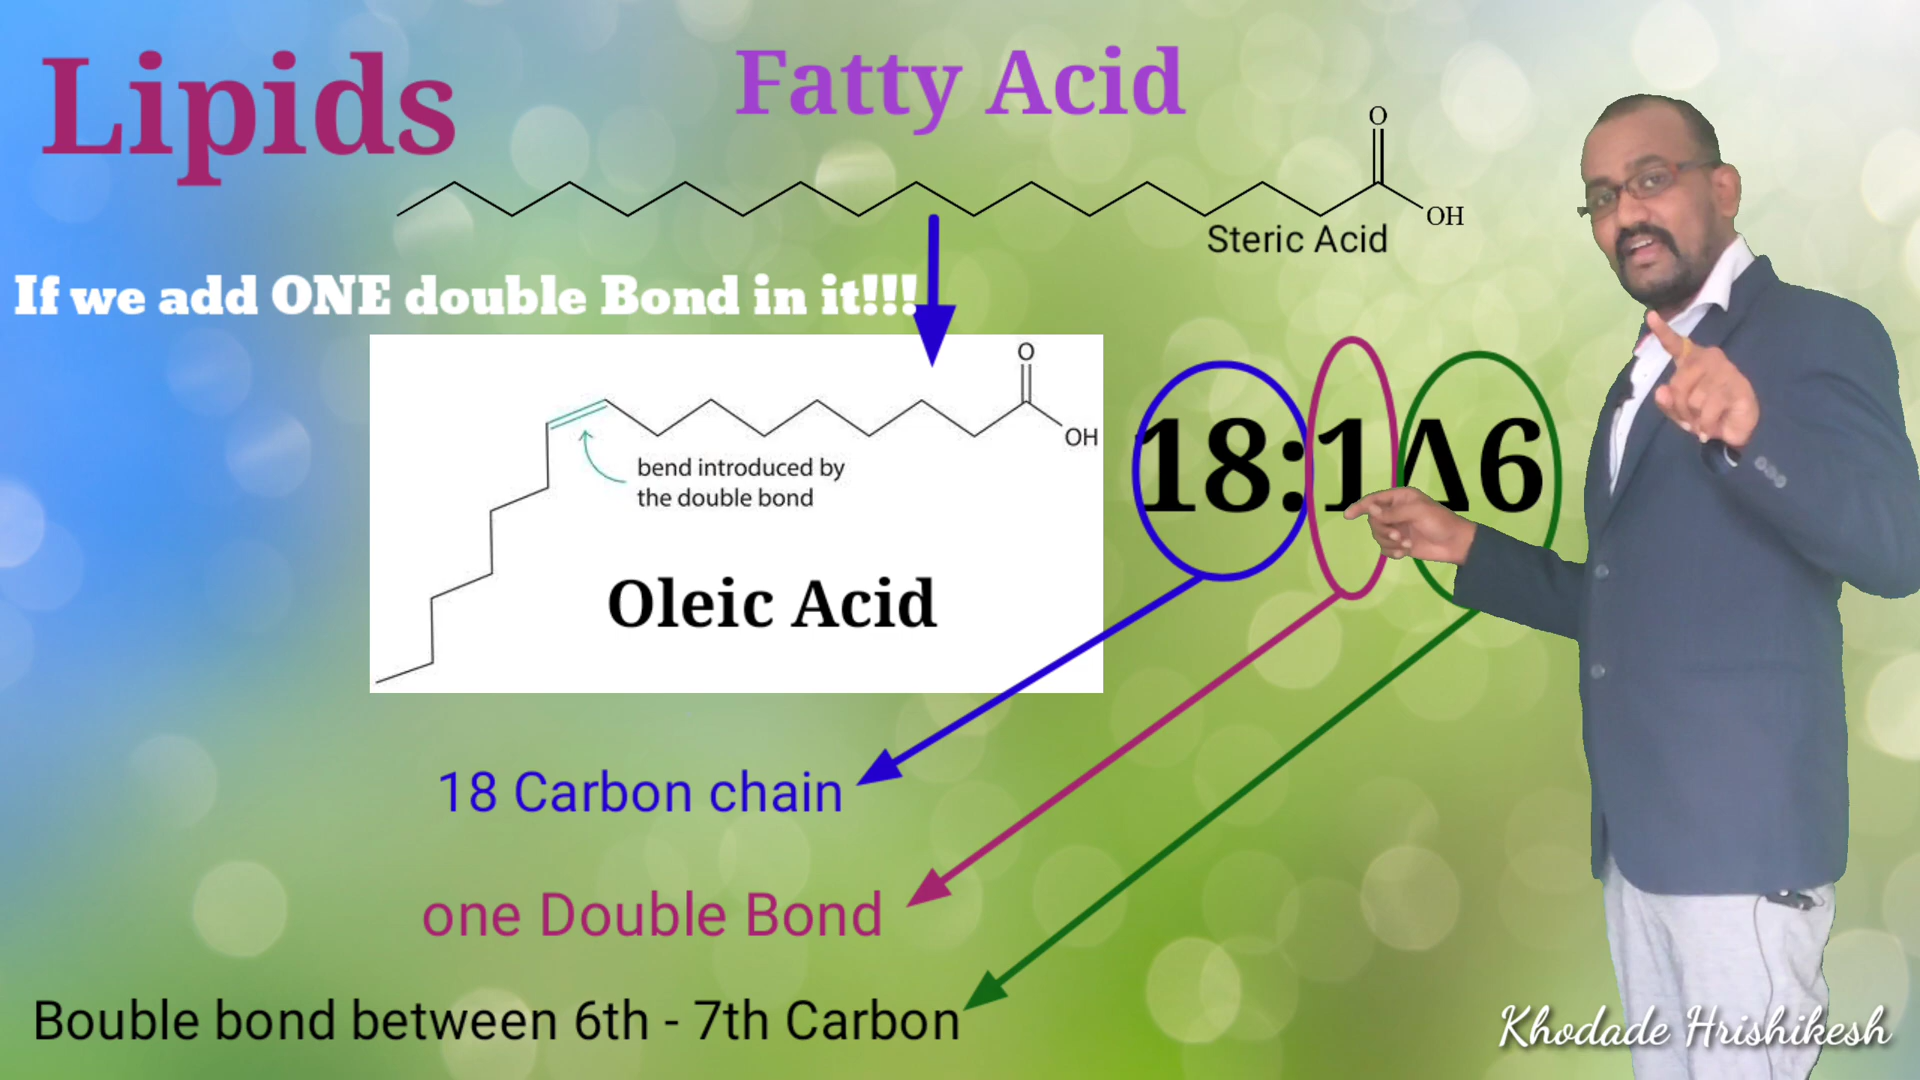 Lipids
Fatty Acid
O
OH
Steric Acid
If we add ONE double Bond in it!!!
O
OH
bend introduced by
the double bond
Oleic Acid
18:1Δ6
18 Carbon chain
one Double Bond
Bouble bond between 6th - 7th Carbon
Khodade Hrishikesh